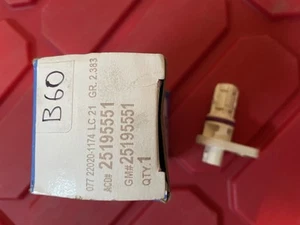 B60
077 22020-1174 LC 21 GR. 2.383
ACD# 25195551
GM# 25195551
QTY. 1